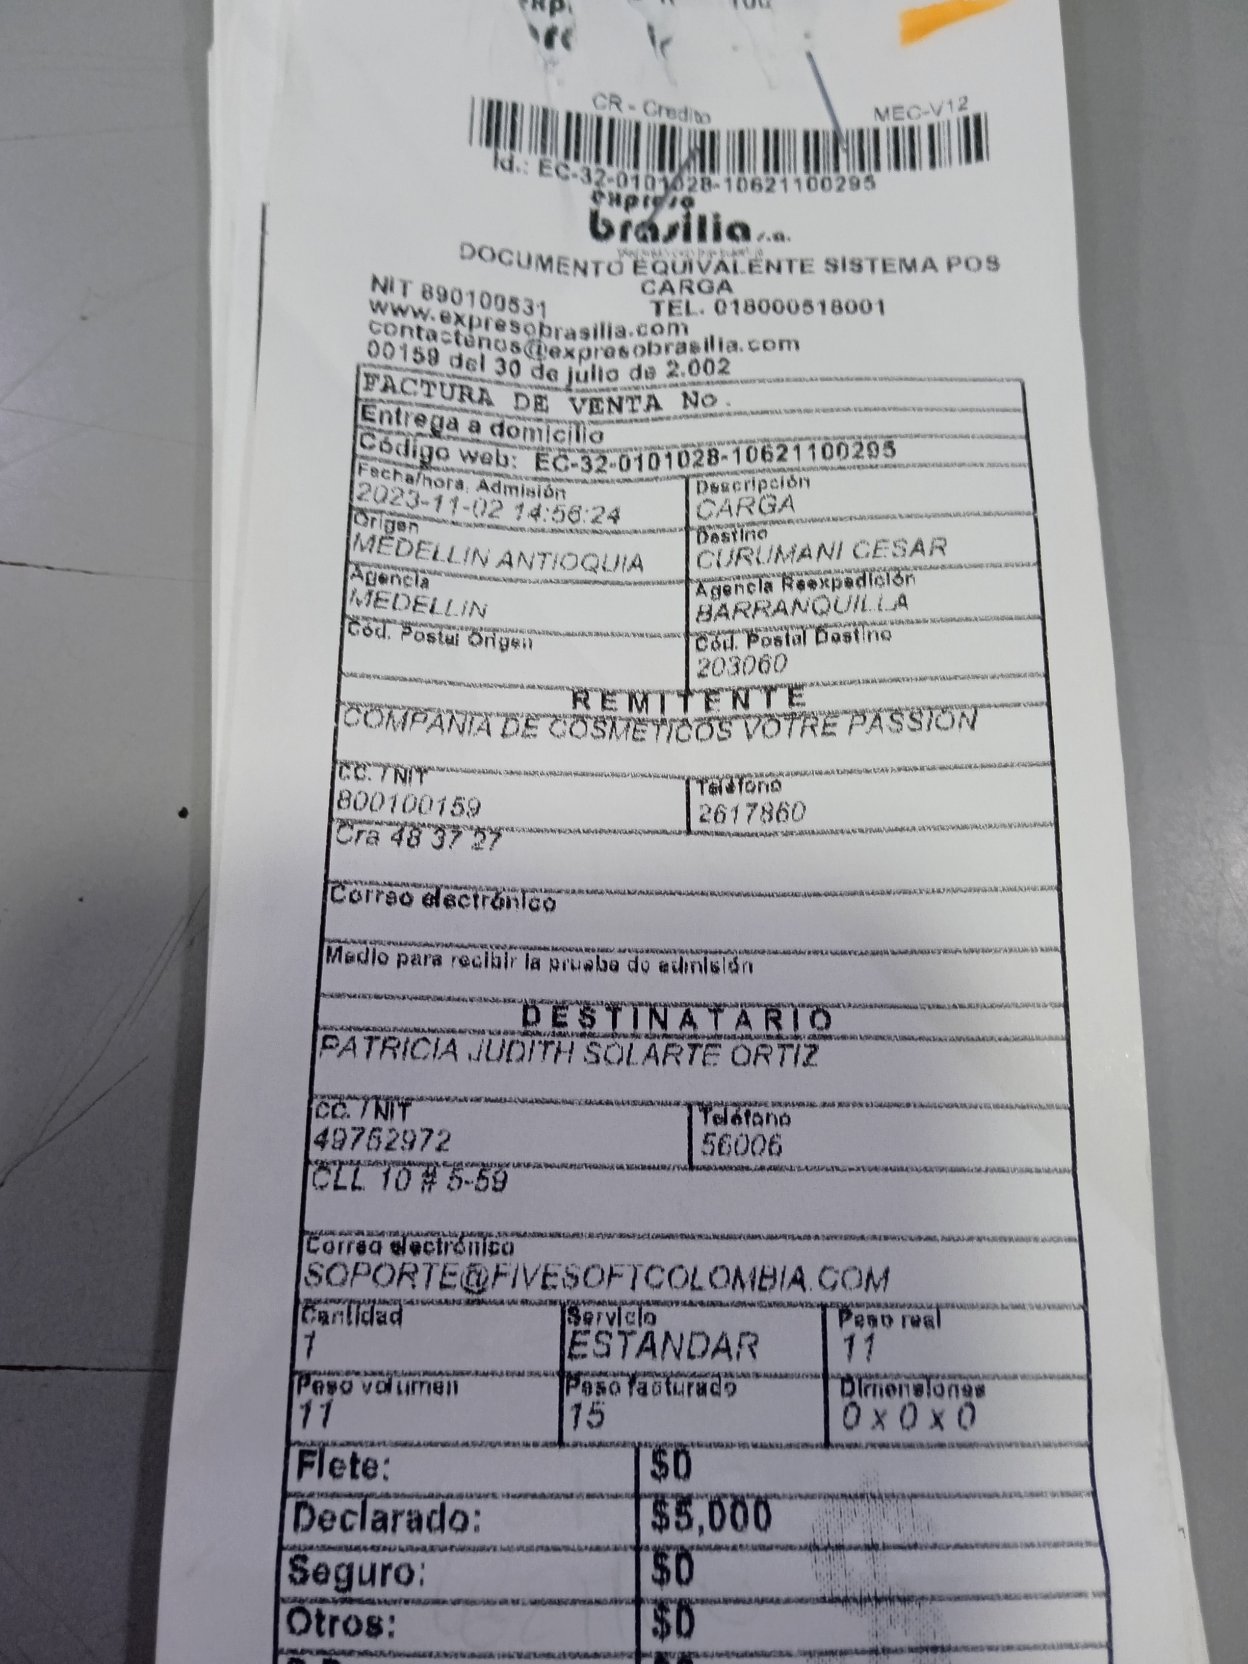 CR - Credito MEC-V12
Id.: EC-32-0101028-10621100295
expreso
brasilia s.a.
DOCUMENTO EQUIVALENTE SISTEMA POS
CARGA
NIT 890100531 TEL. 018000518001
www.expresobrasilia.com
contactenos@expresobrasilia.com
00159 del 30 de julio de 2.002
FACTURA DE VENTA No.
Entrega a domicilio
Código web: EC-32-0101028-10621100295
Fecha/hora. Admisión Descripción
2023-11-02 14:56:24 CARGA
Origen Destino
MEDELLIN ANTIOQUIA CURUMANI CESAR
Agencia Agencia Reexpedición
MEDELLIN BARRANQUILLA
Cód. Postal Origen Cód. Postal Destino
203060
REMITENTE
COMPANIA DE COSMETICOS VOTRE PASSION
CC. / NIT Teléfono
800100159 2617860
Cra 48 37 27
Correo electrónico
Medio para recibir la prueba de admisión
DESTINATARIO
PATRICIA JUDITH SOLARTE ORTIZ
CC. / NIT Teléfono
49762972 56006
CLL 10 # 5-59
Correo electrónico
SOPORTE@FIVESOFTCOLOMBIA.COM
Cantidad Servicio Peso real
1 ESTANDAR 11
Peso volumen Peso facturado Dimensiones
11 15 0 x 0 x 0
Flete: $0
Declarado: $5,000
Seguro: $0
Otros: $0